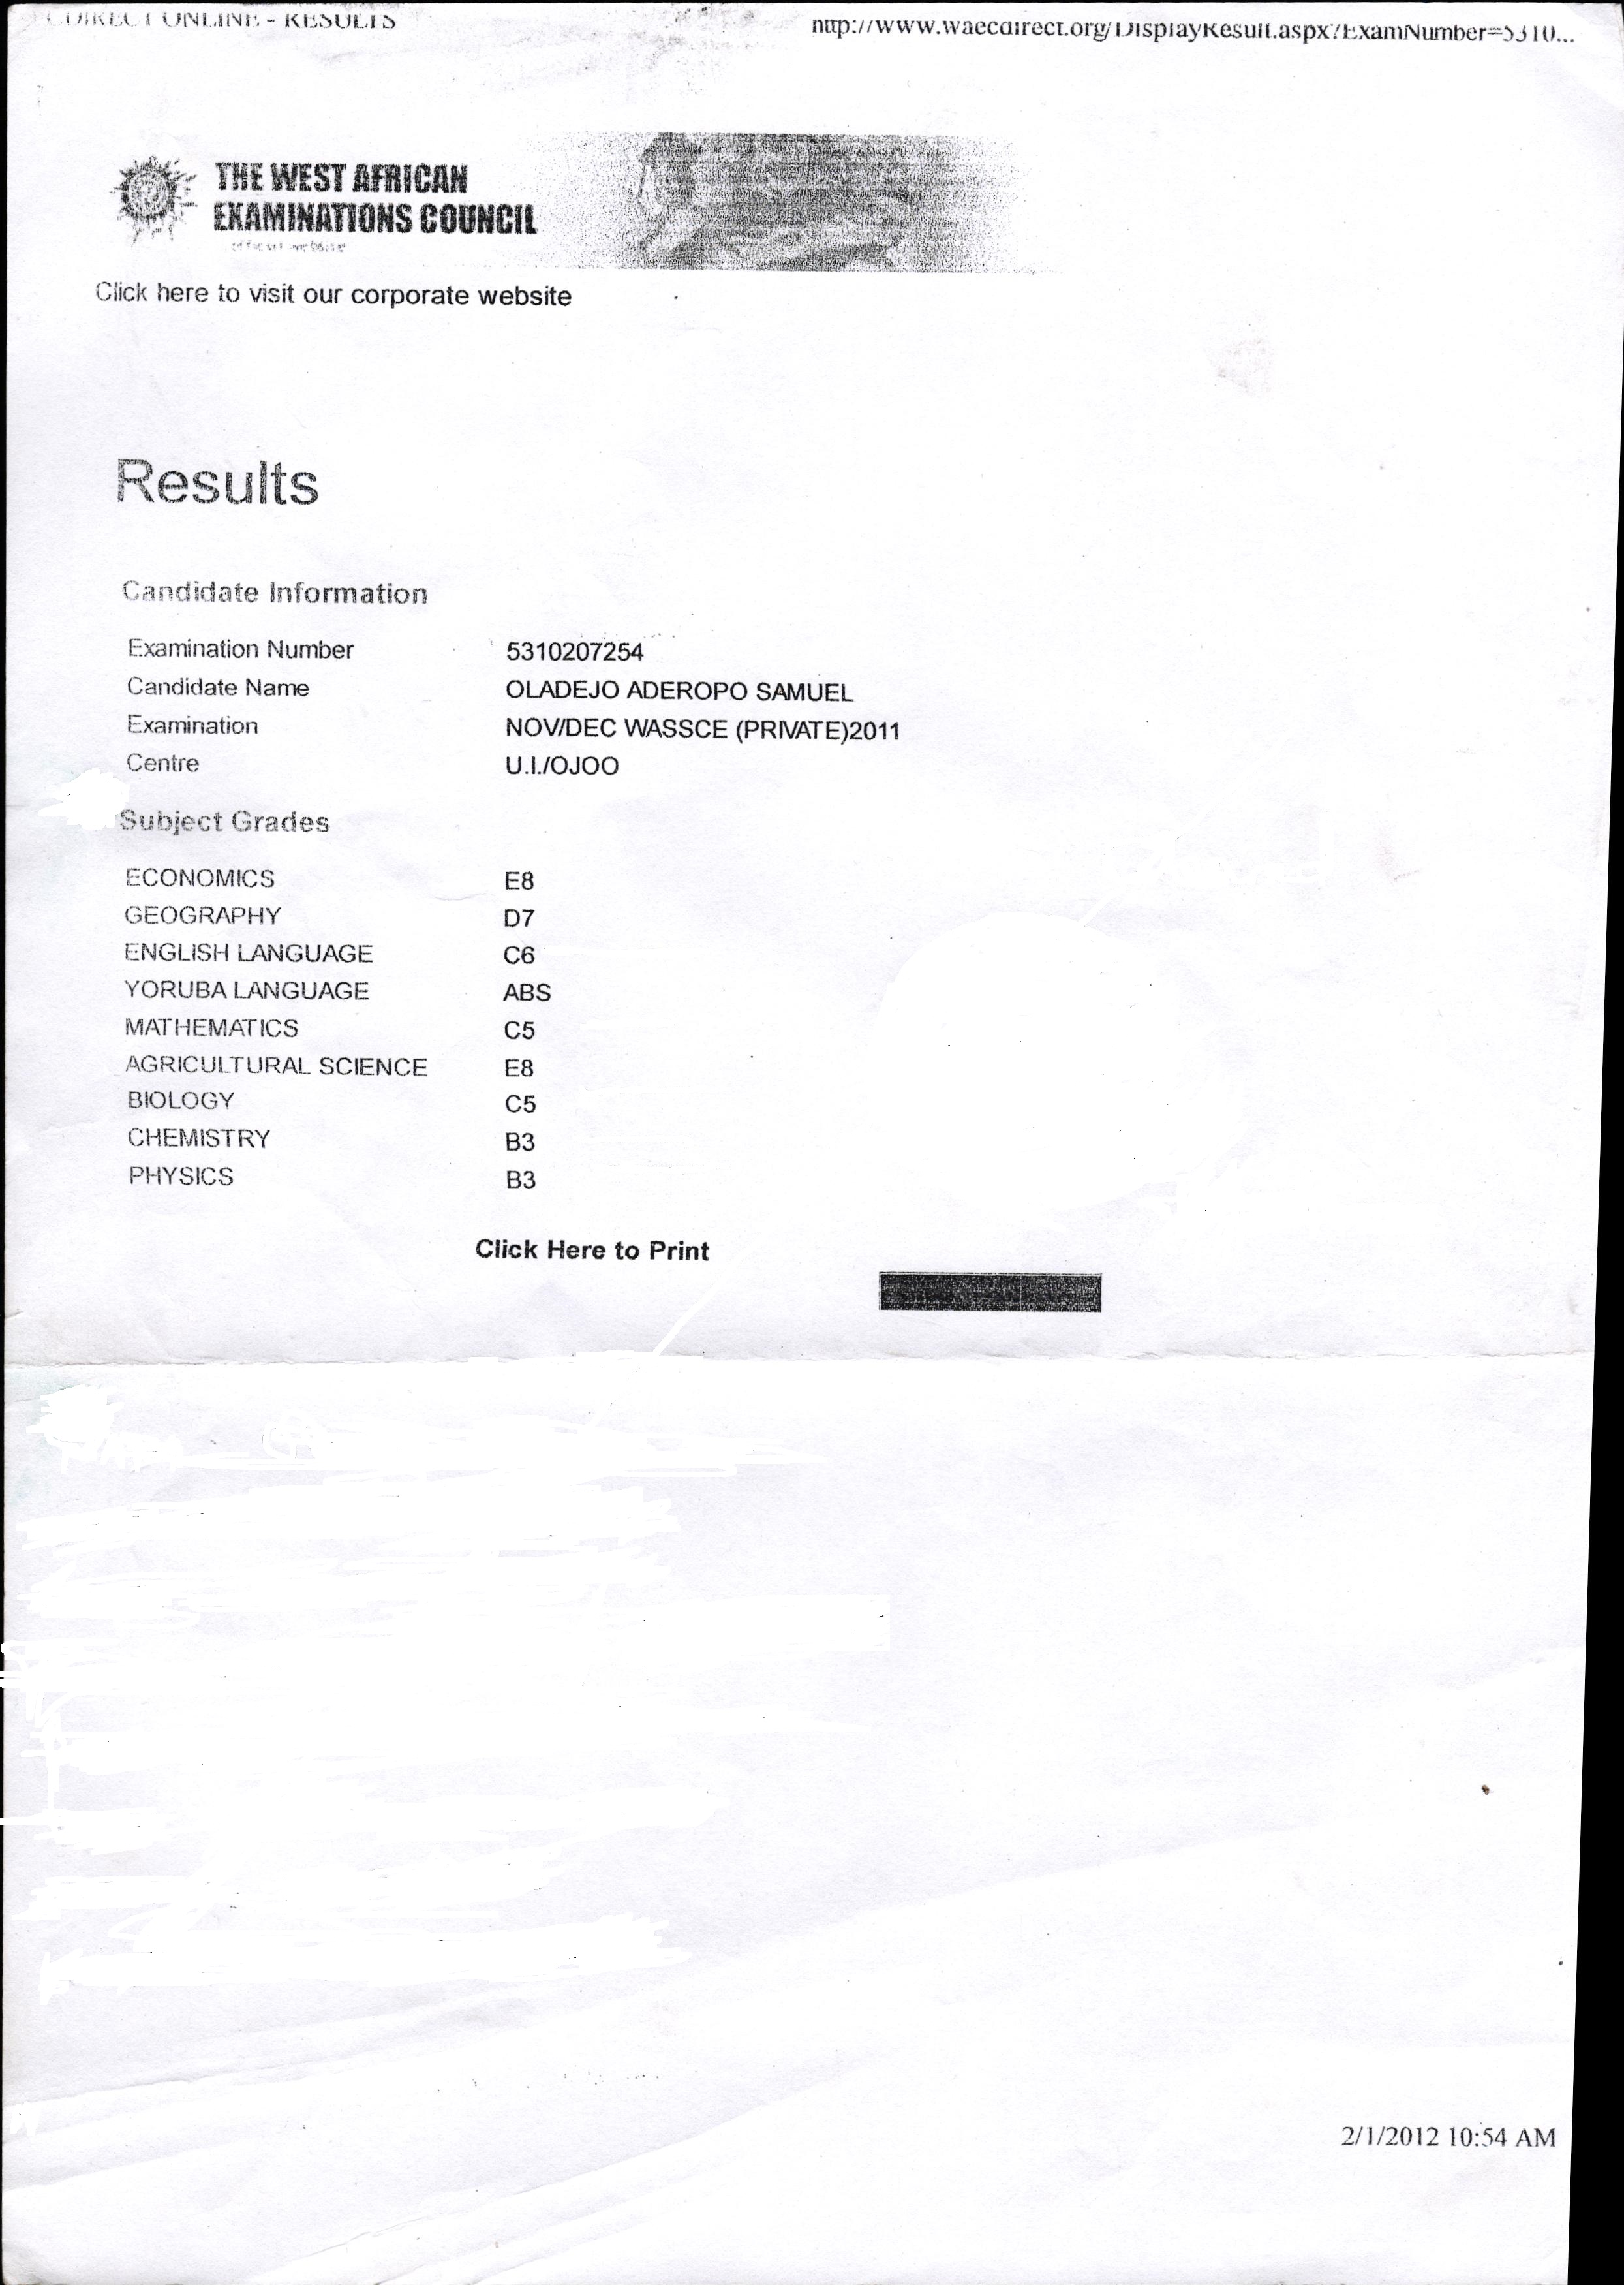 ONLINE - RESULTS
http://www.waecdirect.org/DisplayResult.aspx?ExamNumber=5310...
THE WEST AFRICAN
EXAMINATIONS COUNCIL
Click here to visit our corporate website
Results
Candidate Information
Examination Number 5310207254
Candidate Name OLADEJO ADEROPO SAMUEL
Examination NOV/DEC WASSCE (PRIVATE)2011
Centre U.I./OJOO
Subject Grades
ECONOMICS E8
GEOGRAPHY D7
ENGLISH LANGUAGE C6
YORUBA LANGUAGE ABS
MATHEMATICS C5
AGRICULTURAL SCIENCE E8
BIOLOGY C5
CHEMISTRY B3
PHYSICS B3
Click Here to Print
2/1/2012 10:54 AM